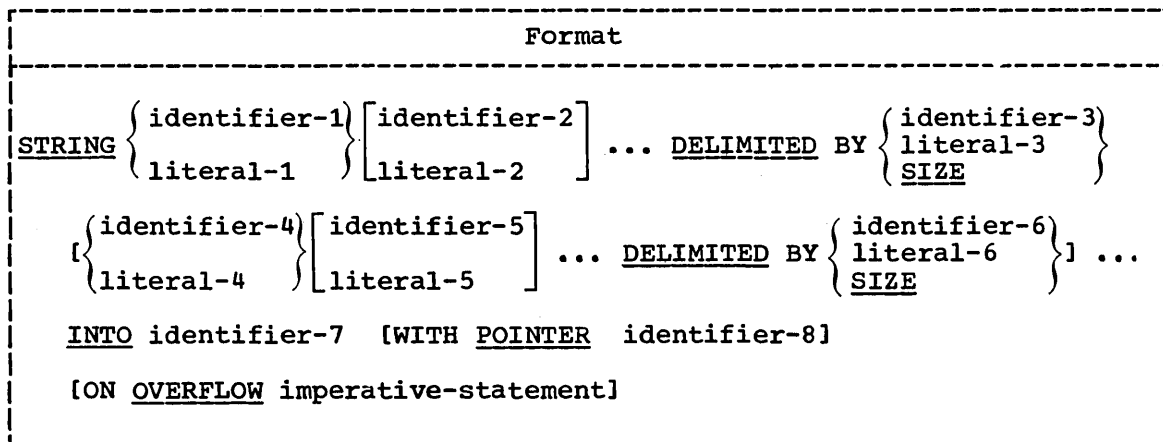 Format
STRING { identifier-1 literal-1 } [ identifier-2 literal-2 ] ... DELIMITED BY { identifier-3 literal-3 SIZE }
[ { identifier-4 literal-4 } [ identifier-5 literal-5 ] ... DELIMITED BY { identifier-6 literal-6 SIZE } ] ...
INTO identifier-7 [WITH POINTER identifier-8]
[ON OVERFLOW imperative-statement]